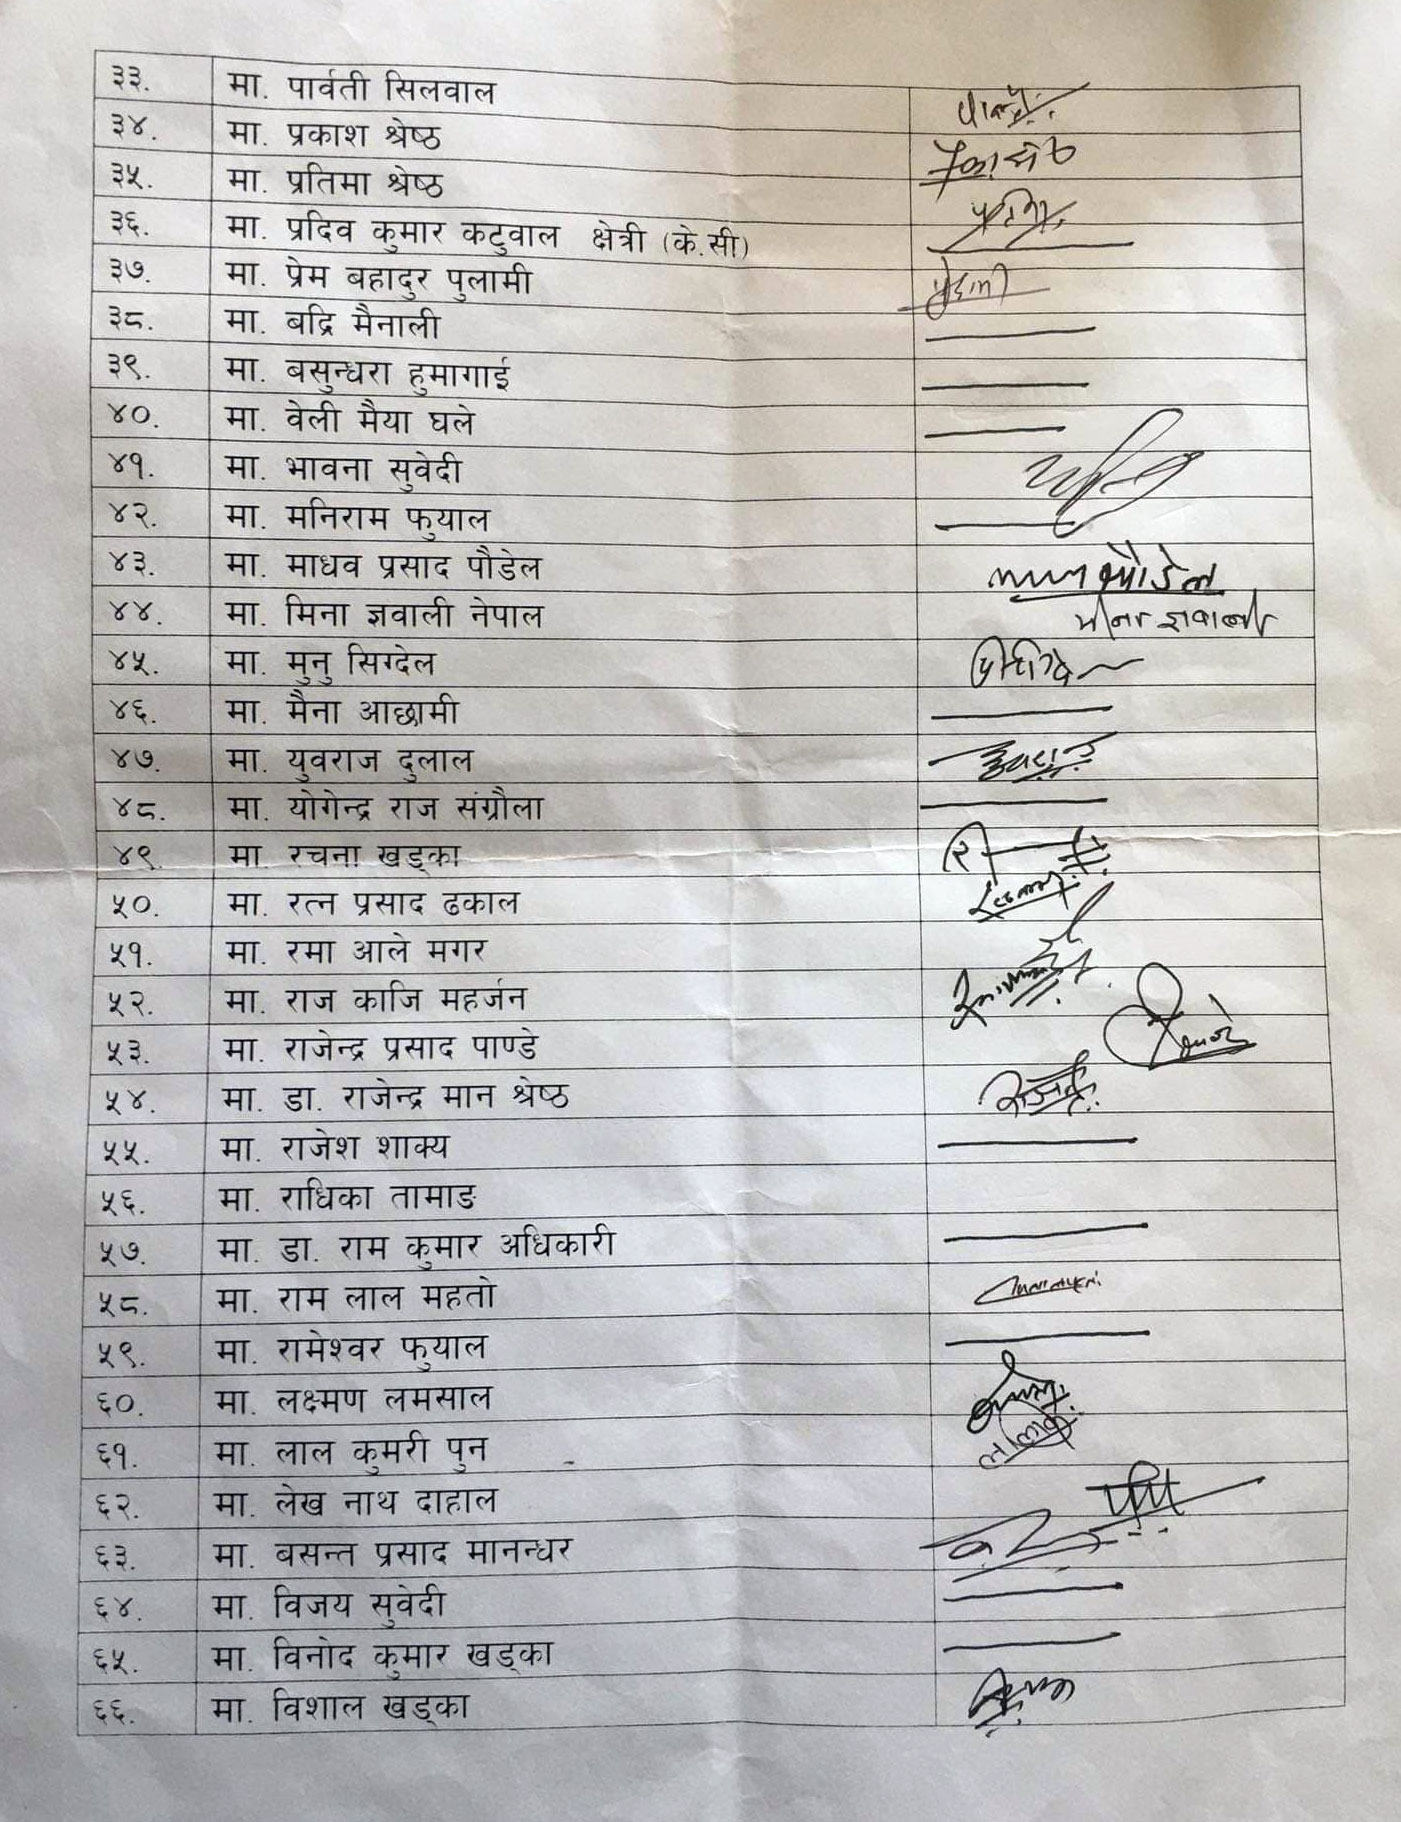 ३३. मा. पार्वती सिलवाल
३४. मा. प्रकाश श्रेष्ठ
३५. मा. प्रतिमा श्रेष्ठ
३६. मा. प्रदिव कुमार कटुवाल क्षेत्री (के.सी)
३७. मा. प्रेम बहादुर पुलामी
३८. मा. बद्रि मैनाली
३९. मा. बसुन्धरा हुमागाई
४०. मा. वेली मैया घले
४१. मा. भावना सुवेदी
४२. मा. मनिराम फुयाल
४३. मा. माधव प्रसाद पौडेल पौडेल
४४. मा. मिना ज्ञवाली नेपाल मीना ज्ञवाली
४५. मा. मुनु सिग्देल
४६. मा. मैना आछामी
४७. मा. युवराज दुलाल
४८. मा. योगेन्द्र राज संग्रौला
४९. मा. रचना खड्का
५०. मा. रत्न प्रसाद ढकाल
५१. मा. रमा आले मगर
५२. मा. राज काजि महर्जन
५३. मा. राजेन्द्र प्रसाद पाण्डे
५४. मा. डा. राजेन्द्र मान श्रेष्ठ
५५. मा. राजेश शाक्य
५६. मा. राधिका तामाङ
५७. मा. डा. राम कुमार अधिकारी
५८. मा. राम लाल महतो
५९. मा. रामेश्वर फुयाल
६०. मा. लक्ष्मण लमसाल
६१. मा. लाल कुमरी पुन
६२. मा. लेख नाथ दाहाल
६३. मा. वसन्त प्रसाद मानन्धर
६४. मा. विजय सुवेदी
६५. मा. विनोद कुमार खड्का
६६. मा. विशाल खड्का